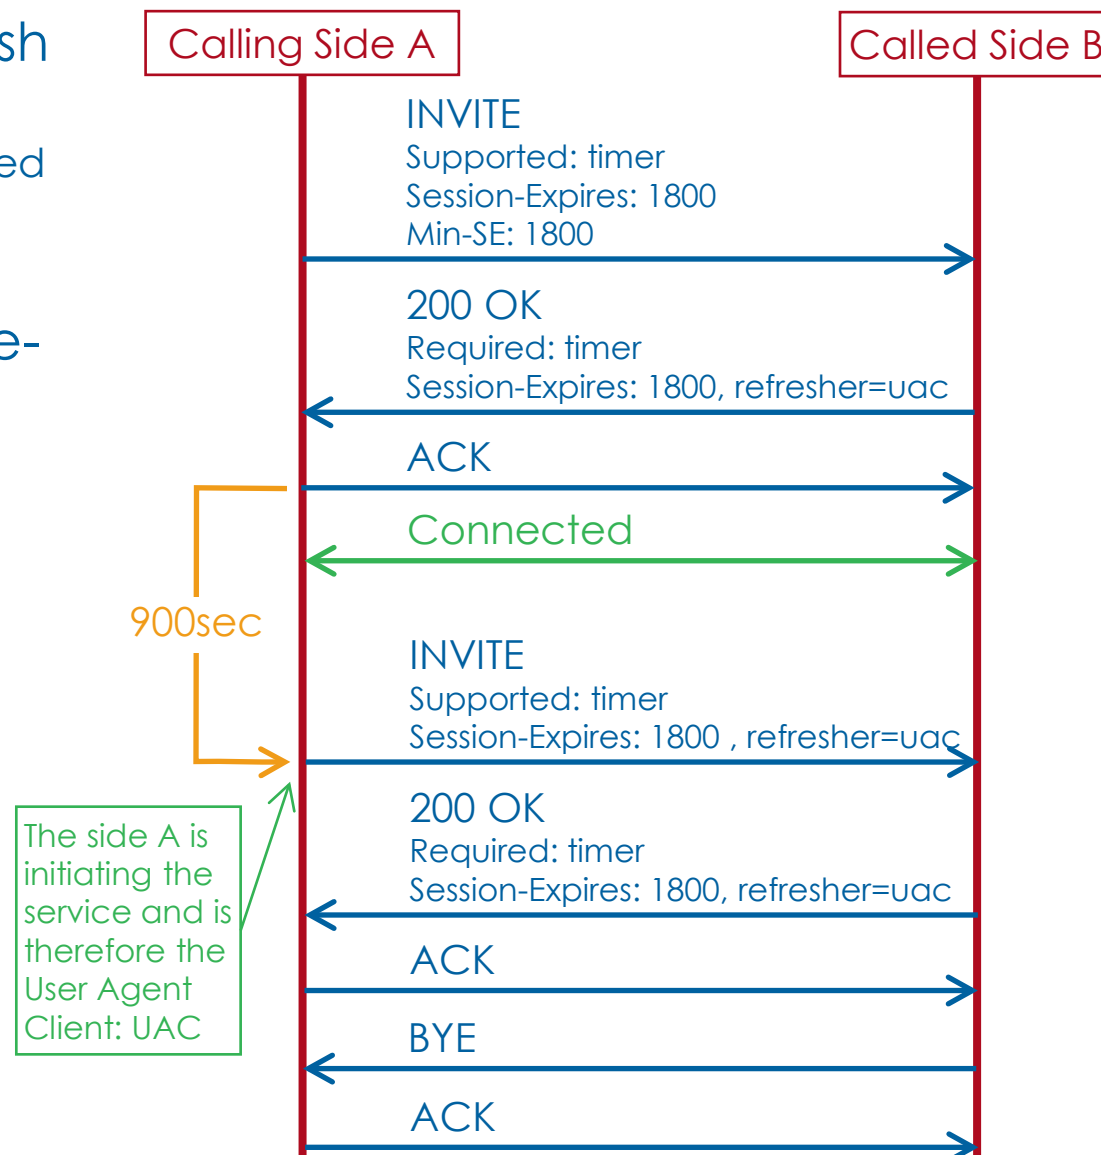 sh
ed
e-
Calling Side A
Called Side B
INVITE
Supported: timer
Session-Expires: 1800
Min-SE: 1800
200 OK
Required: timer
Session-Expires: 1800, refresher=uac
ACK
Connected
900sec
INVITE
Supported: timer
Session-Expires: 1800 , refresher=uac
200 OK
Required: timer
Session-Expires: 1800, refresher=uac
The side A is
initiating the
service and is
therefore the
User Agent
Client: UAC
ACK
BYE
ACK